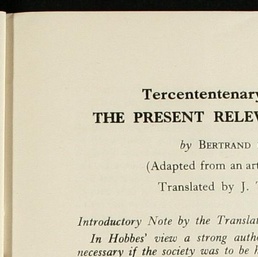 Tercententenary
THE PRESENT RELEV
by BERTRAND
(Adapted from an art
Translated by J.
Introductory Note by the Translat
In Hobbes' view a strong autho
necessary if the society was to be h